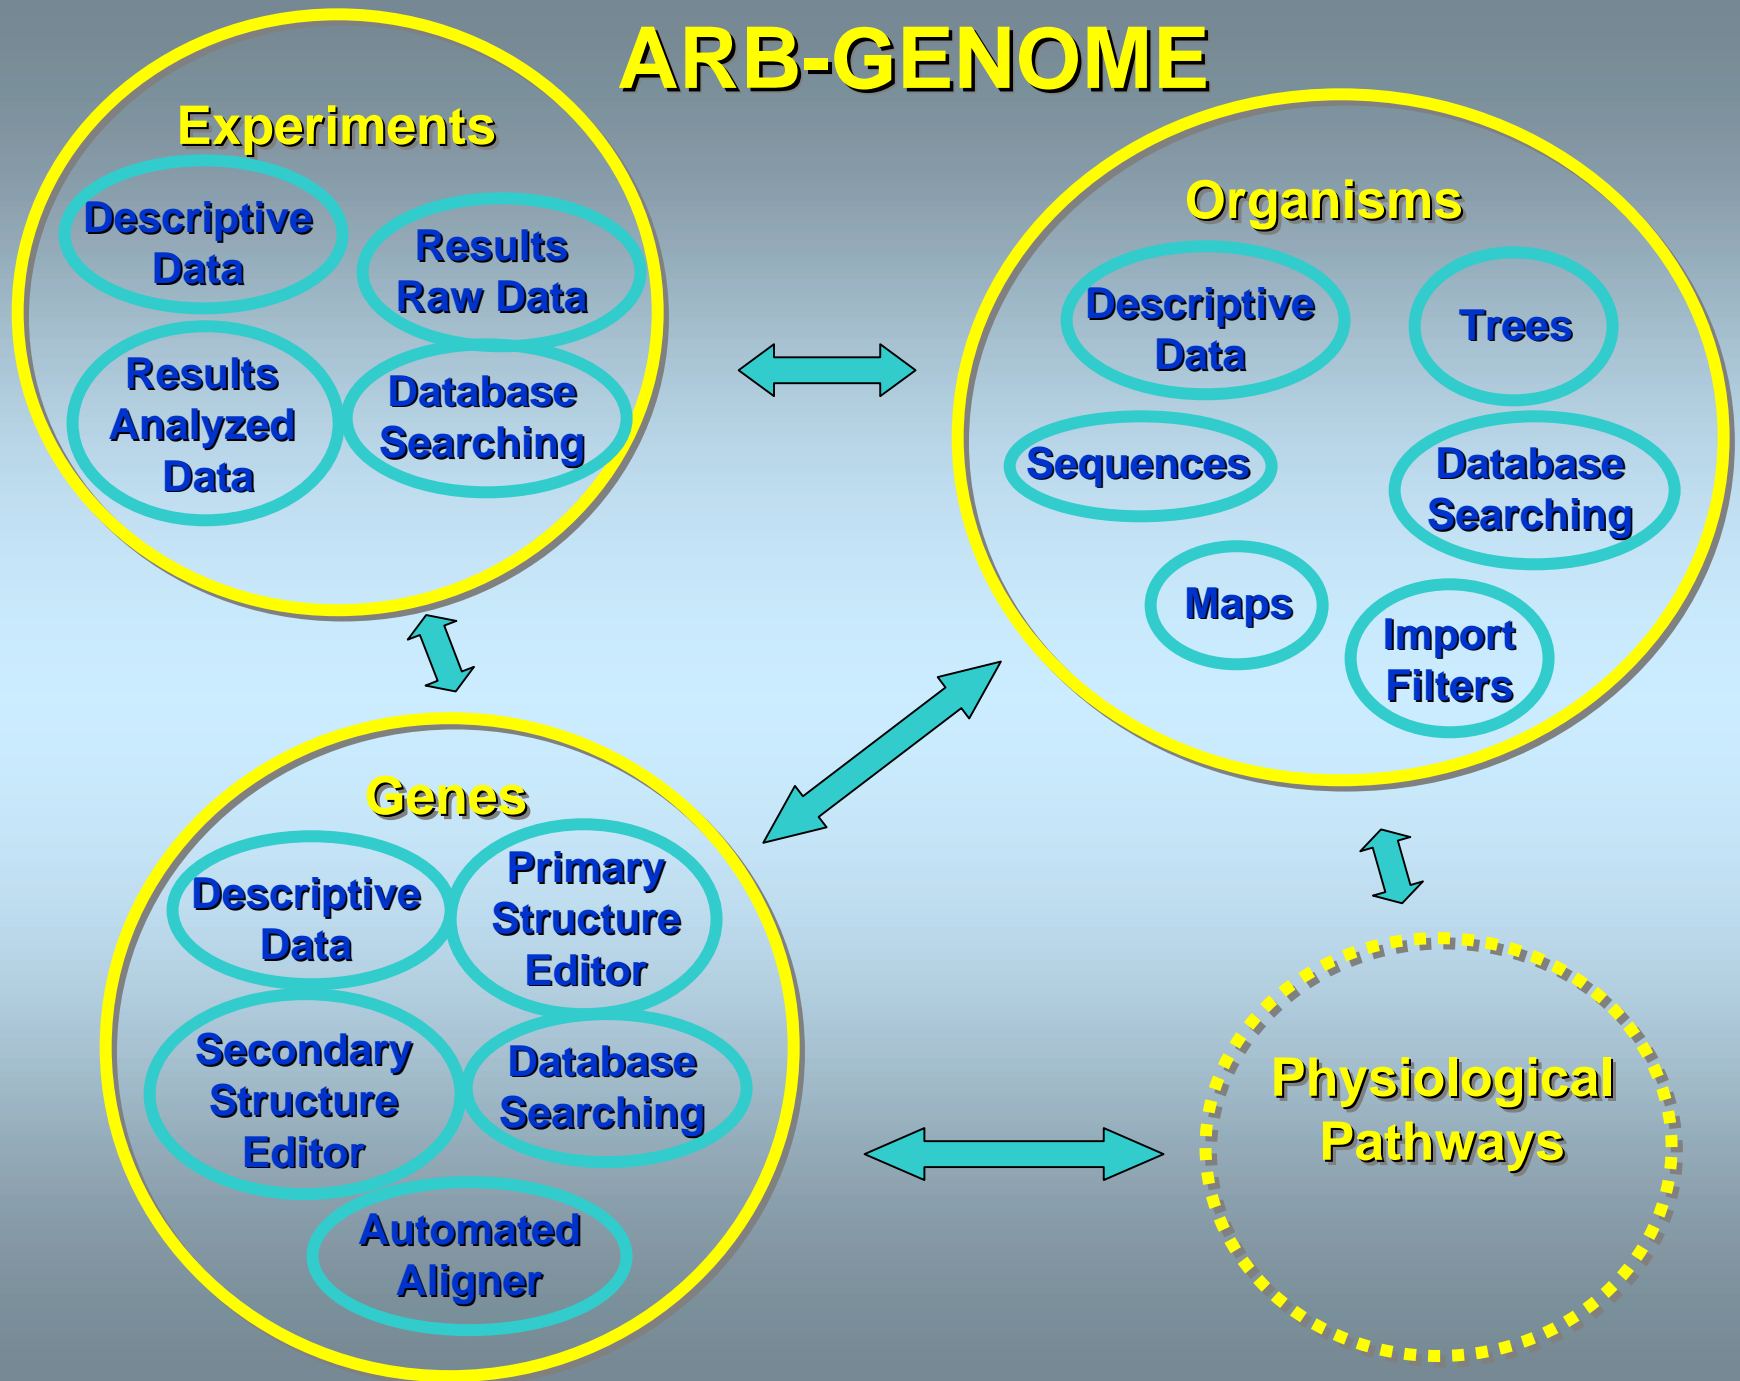 ARB-GENOME
Experiments
Descriptive
Data
Results
Raw Data
Results
Analyzed
Data
Database
Searching
Organisms
Descriptive
Data
Trees
Sequences
Database
Searching
Maps
Import
Filters
Genes
Descriptive
Data
Primary
Structure
Editor
Secondary
Structure
Editor
Database
Searching
Automated
Aligner
Physiological
Pathways